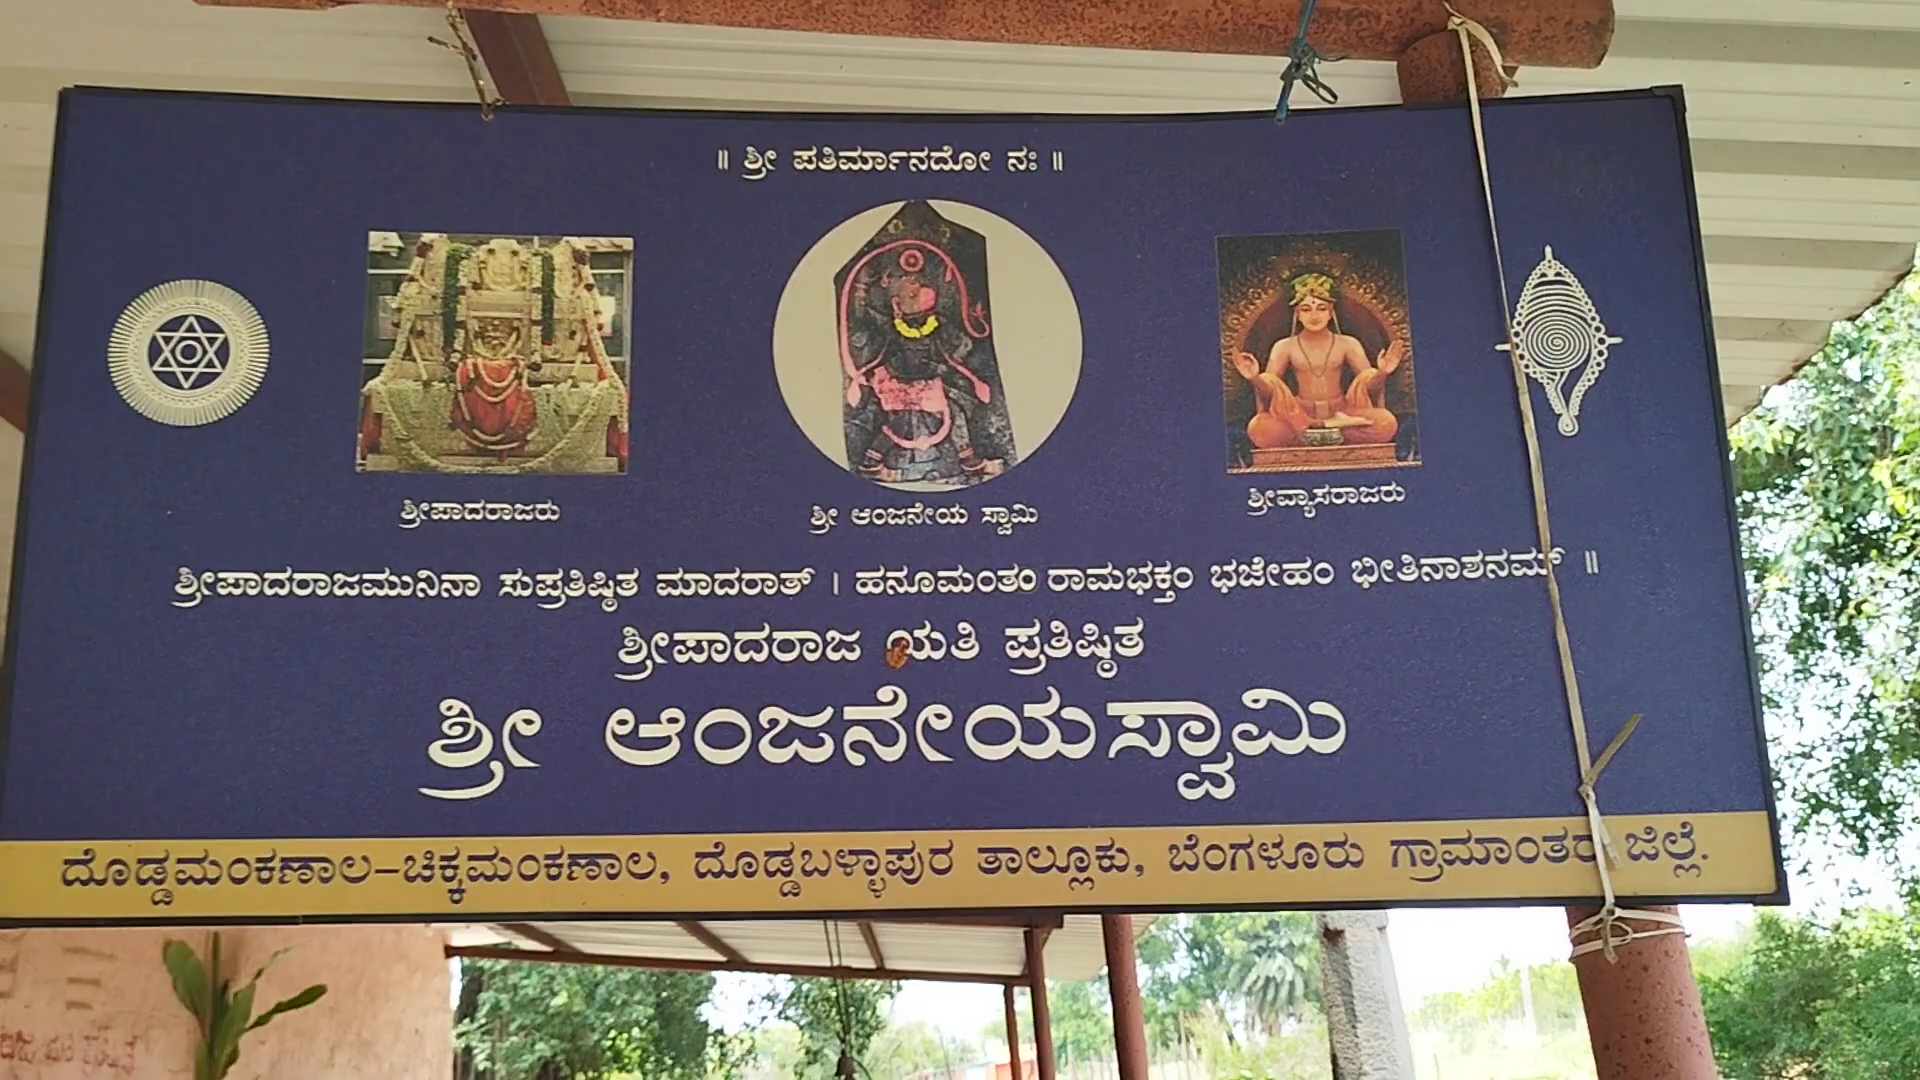 ॥ ಶ್ರೀ ಪತಿರ್ಮಾನದೋ ನಃ ॥
ಶ್ರೀಪಾದರಾಜರು
ಶ್ರೀ ಆಂಜನೇಯ ಸ್ವಾಮಿ
ಶ್ರೀವ್ಯಾಸರಾಜರು
ಶ್ರೀಪಾದರಾಜಮುನಿನಾ ಸುಪ್ರತಿಷ್ಠಿತ ಮಾದರಾತ್ । ಹನೂಮಂತಂ ರಾಮಭಕ್ತಂ ಭಜೇಹಂ ಭೀತಿನಾಶನಮ್ ॥
ಶ್ರೀಪಾದರಾಜ ಯತಿ ಪ್ರತಿಷ್ಠಿತ
ಶ್ರೀ ಆಂಜನೇಯಸ್ವಾಮಿ
ದೊಡ್ಡಮಂಕಣಾಲ-ಚಿಕ್ಕಮಂಕಣಾಲ, ದೊಡ್ಡಬಳ್ಳಾಪುರ ತಾಲ್ಲೂಕು, ಬೆಂಗಳೂರು ಗ್ರಾಮಾಂತರ ಜಿಲ್ಲೆ.